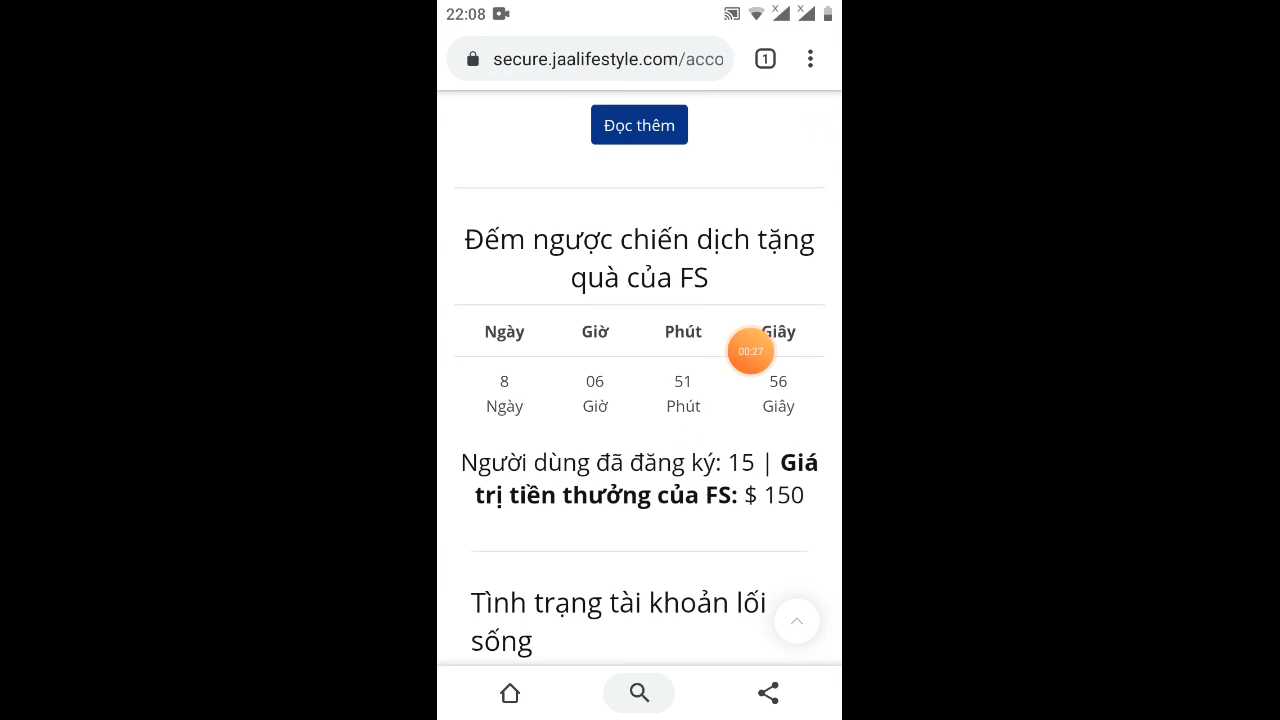 22:08
secure.jaalifestyle.com/acco
1
Đọc thêm
Đếm ngược chiến dịch tặng
quà của FS
Ngày Giờ Phút Giây
00:27
8 06 51 56
Ngày Giờ Phút Giây
Người dùng đã đăng ký: 15 | Giá
trị tiền thưởng của FS: $ 150
Tình trạng tài khoản lối
sống